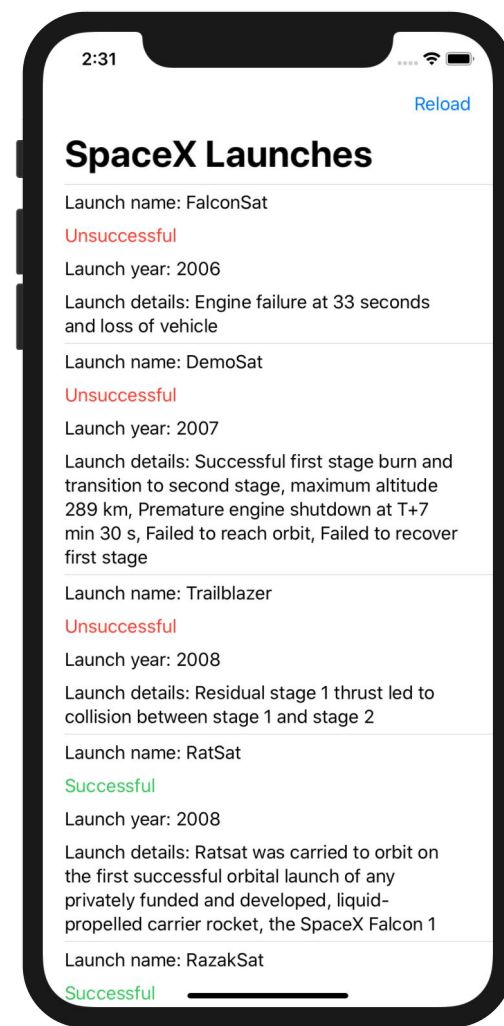 2:31
Reload
SpaceX Launches
Launch name: FalconSat
Unsuccessful
Launch year: 2006
Launch details: Engine failure at 33 seconds
and loss of vehicle
Launch name: DemoSat
Unsuccessful
Launch year: 2007
Launch details: Successful first stage burn and
transition to second stage, maximum altitude
289 km, Premature engine shutdown at T+7
min 30 s, Failed to reach orbit, Failed to recover
first stage
Launch name: Trailblazer
Unsuccessful
Launch year: 2008
Launch details: Residual stage 1 thrust led to
collision between stage 1 and stage 2
Launch name: RatSat
Successful
Launch year: 2008
Launch details: Ratsat was carried to orbit on
the first successful orbital launch of any
privately funded and developed, liquid-
propelled carrier rocket, the SpaceX Falcon 1
Launch name: RazakSat
Successful